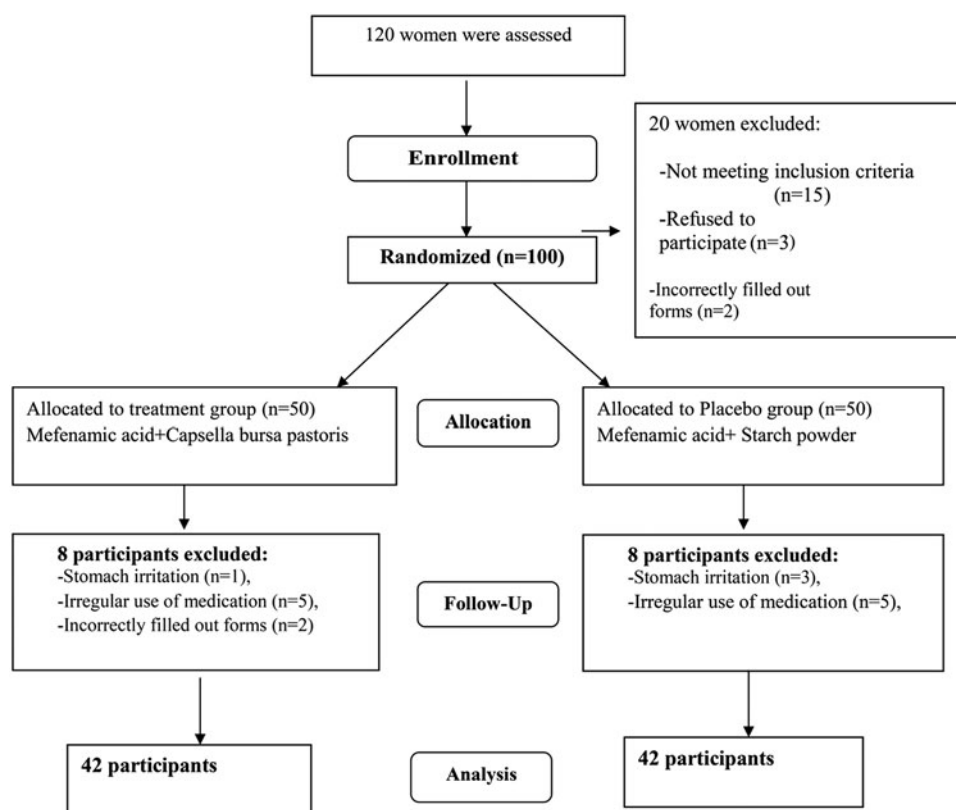 120 women were assessed
Enrollment
20 women excluded:
-Not meeting inclusion criteria
(n=15)
-Refused to
participate (n=3)
-Incorrectly filled out
forms (n=2)
Randomized (n=100)
Allocated to treatment group (n=50)
Mefenamic acid+Capsella bursa pastoris
Allocation
Allocated to Placebo group (n=50)
Mefenamic acid+ Starch powder
8 participants excluded:
-Stomach irritation (n=1),
-Irregular use of medication (n=5),
-Incorrectly filled out forms (n=2)
Follow-Up
8 participants excluded:
-Stomach irritation (n=3),
-Irregular use of medication (n=5),
42 participants
Analysis
42 participants